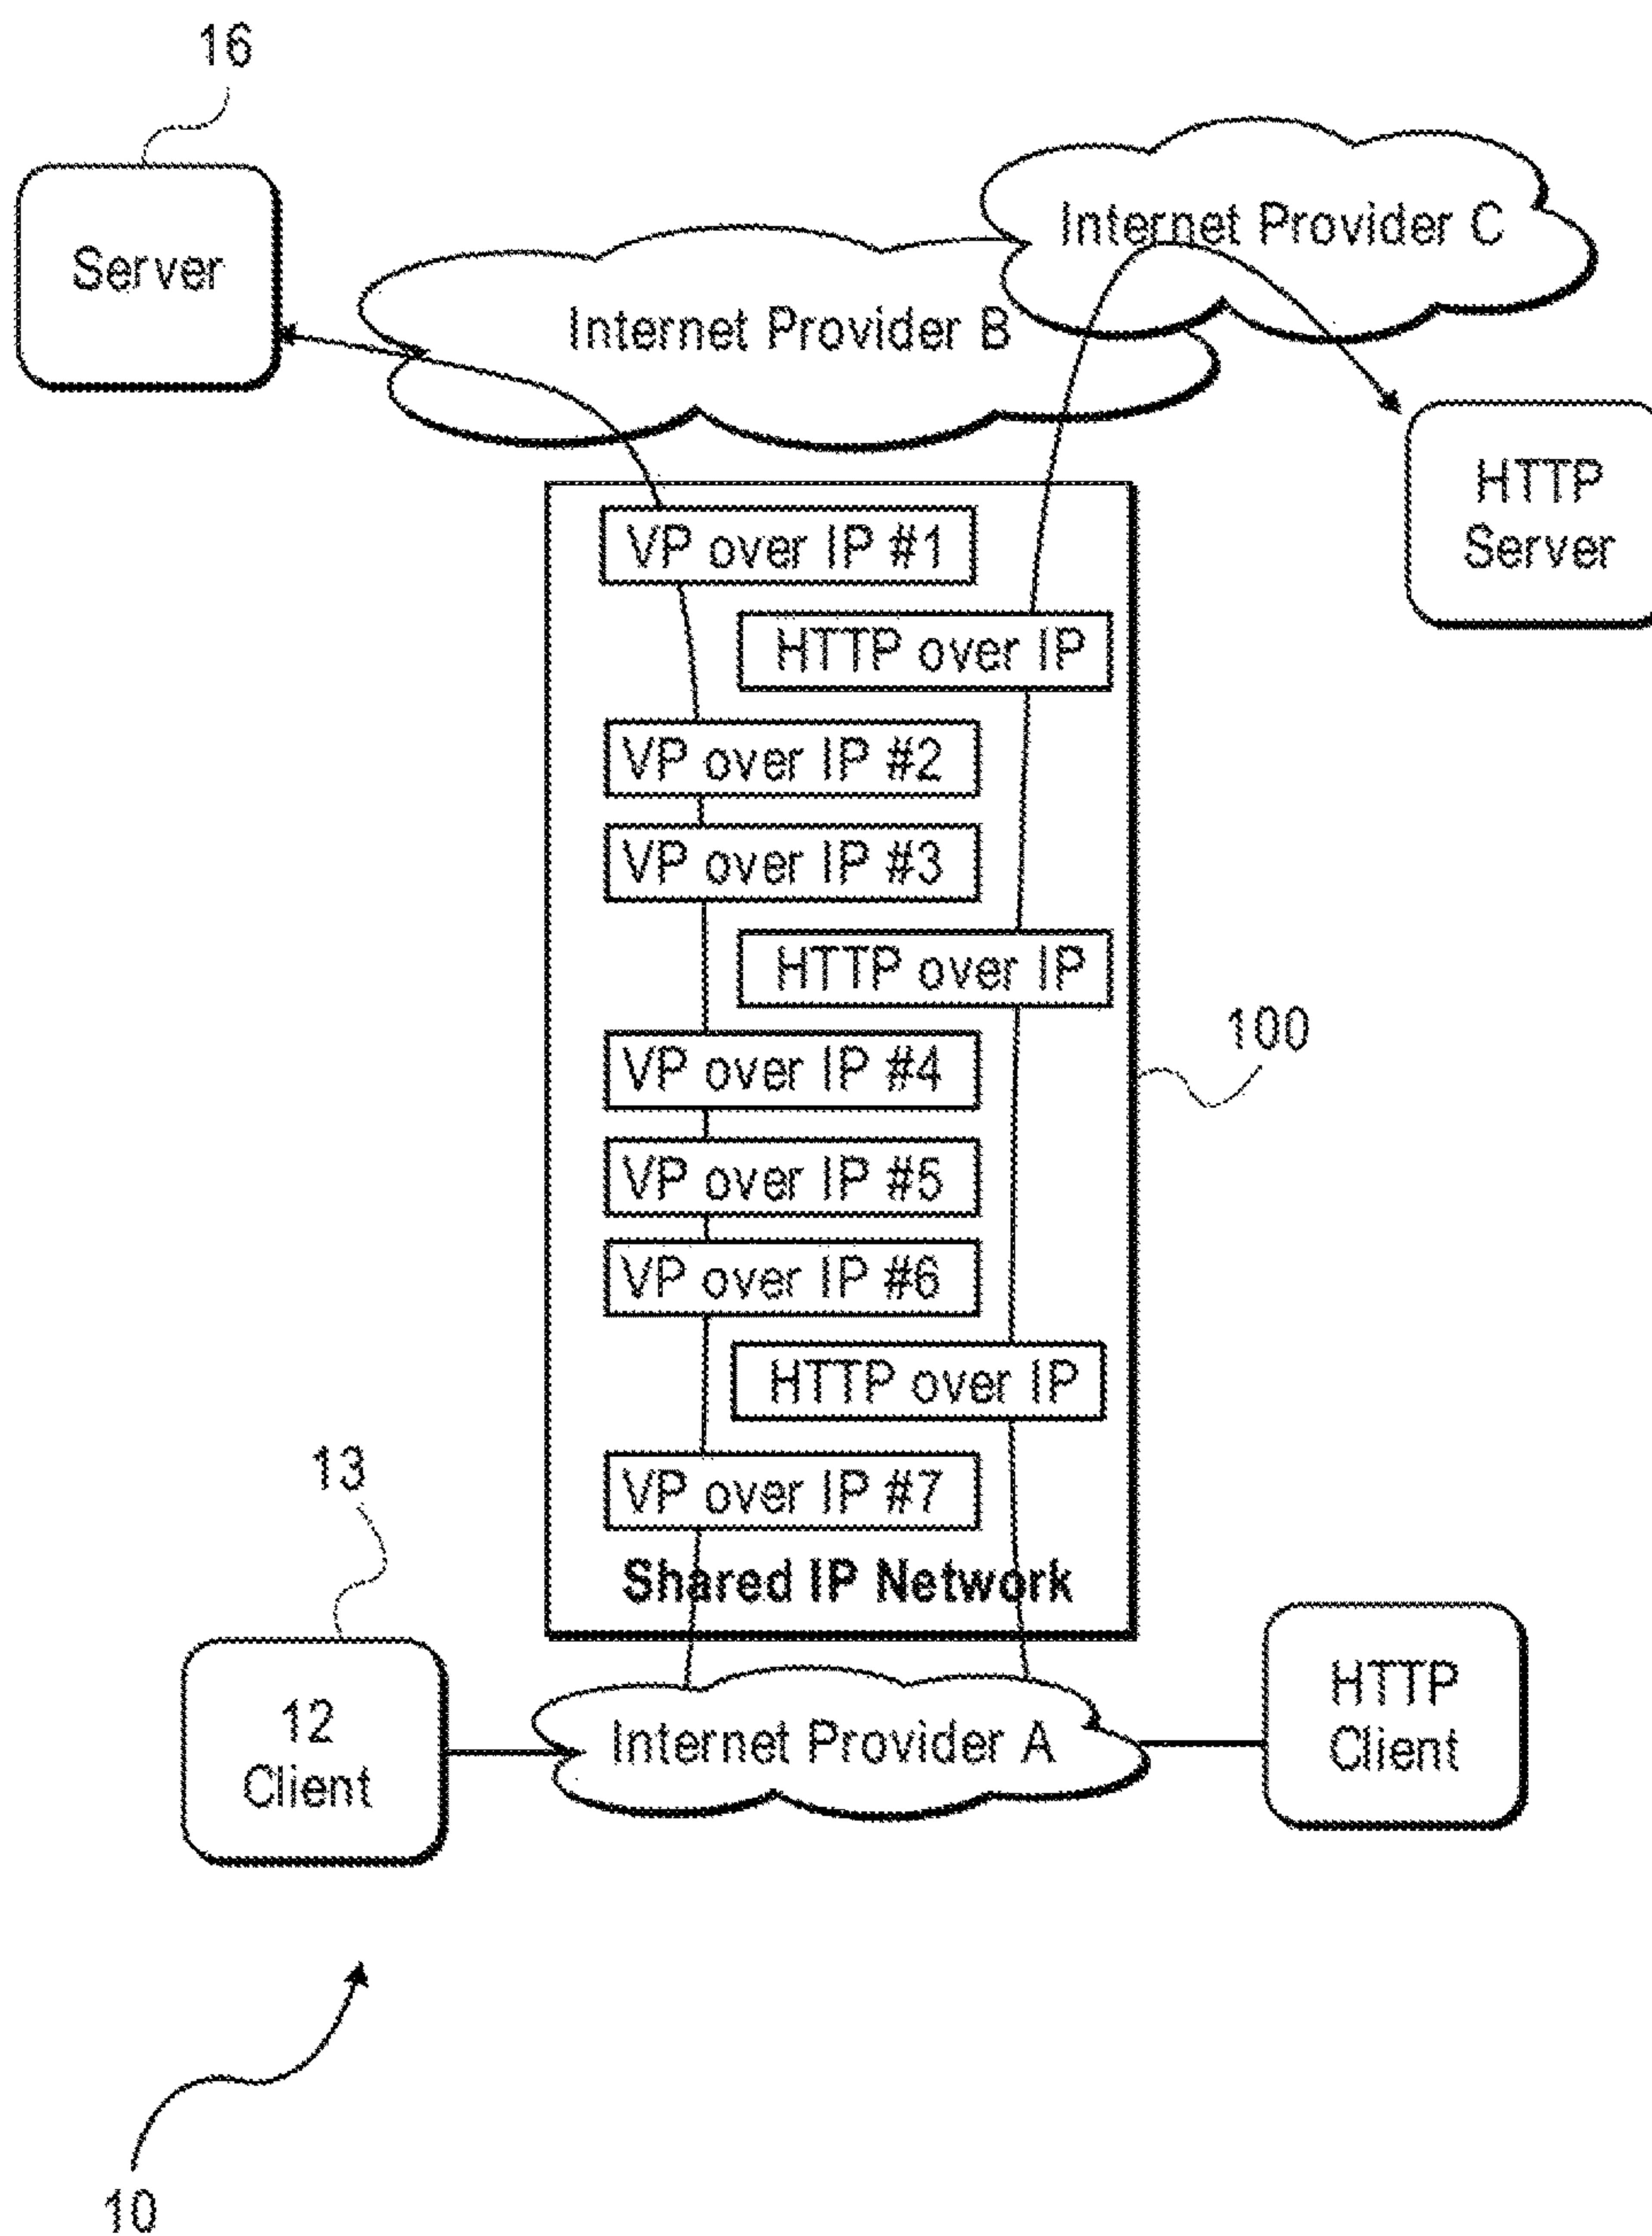 16
Server
Internet Provider C
Internet Provider B
HTTP
Server
VP over IP #1
HTTP over IP
VP over IP #2
VP over IP #3
HTTP over IP
100
VP over IP #4
VP over IP #5
VP over IP #6
HTTP over IP
13
VP over IP #7
Shared IP Network
12
Client
Internet Provider A
HTTP
Client
10